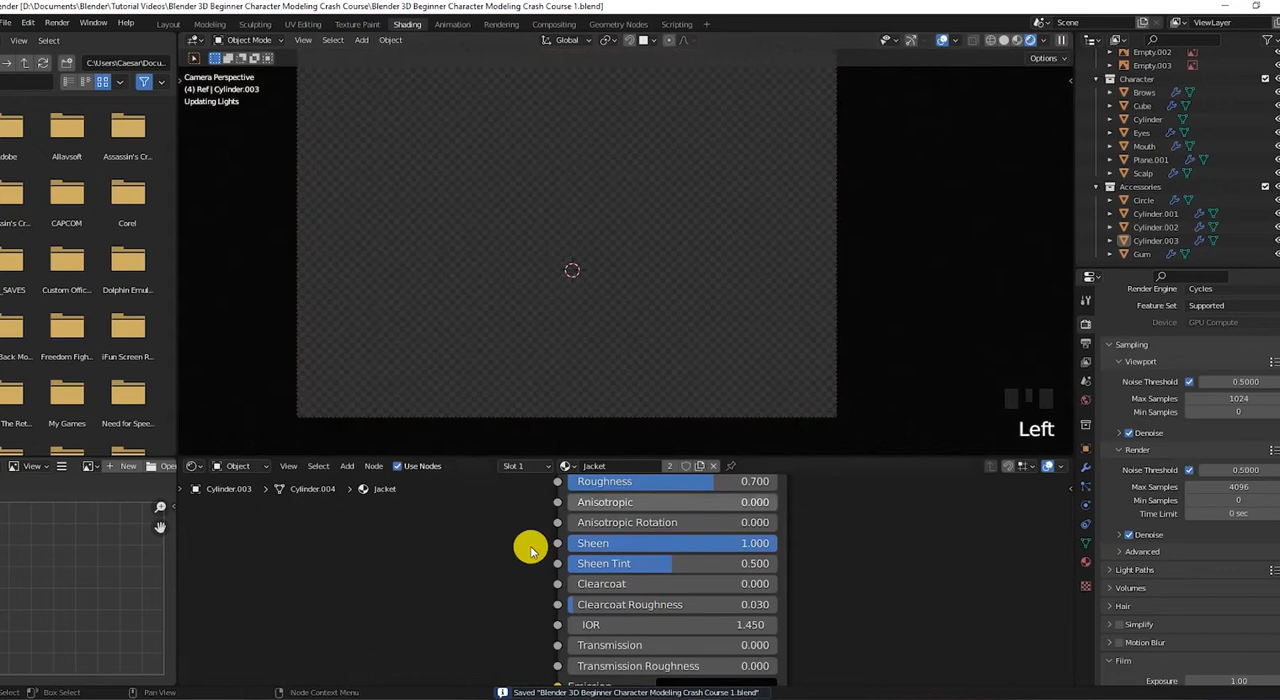 ender [D:\Documents\Blender\Tutorial Videos\Blender 3D Beginner Character Modeling Crash Course\Blender 3D Beginner Character Modeling Crash Course 1.blend]
File Edit Render Window Help Layout Modeling Sculpting UV Editing Texture Paint Shading Animation Rendering Compositing Geometry Nodes Scripting + Scene ViewLayer
View Select Object Mode View Select Add Object Global
C:\Users\Caesar\Docu... Options
Camera Perspective
(4) Ref | Cylinder.003
Updating Lights
dobe Allavsoft Assassin's Cr...
ssin's Cr... CAPCOM Corel
_SAVES Custom Offic... Dolphin Emul...
ack Mo... Freedom Figh... iFun Screen R...
The Ret... My Games Need for Spee...
Empty.002
Empty.003
Character
Brows
Cube
Cylinder
Eyes
Mouth
Plane.001
Scalp
Accessories
Circle
Cylinder.001
Cylinder.002
Cylinder.003
Gum
Render Engine Cycles
Feature Set Supported
Device GPU Compute
Sampling
Viewport
Noise Threshold 0.5000
Max Samples 1024
Min Samples 0
Denoise
Render
Noise Threshold 0.5000
Max Samples 4096
Min Samples 0
Time Limit 0 sec
Denoise
Advanced
Light Paths
Volumes
Hair
Simplify
Motion Blur
Film
Exposure 1.00
Left
View + New Open Object View Select Add Node Use Nodes Slot 1 Jacket 2
Cylinder.003 > Cylinder.004 > Jacket
Roughness 0.700
Anisotropic 0.000
Anisotropic Rotation 0.000
Sheen 1.000
Sheen Tint 0.500
Clearcoat 0.000
Clearcoat Roughness 0.030
IOR 1.450
Transmission 0.000
Transmission Roughness 0.000
Select Box Select Pan View Node Context Menu Saved "Blender 3D Beginner Character Modeling Crash Course 1.blend"